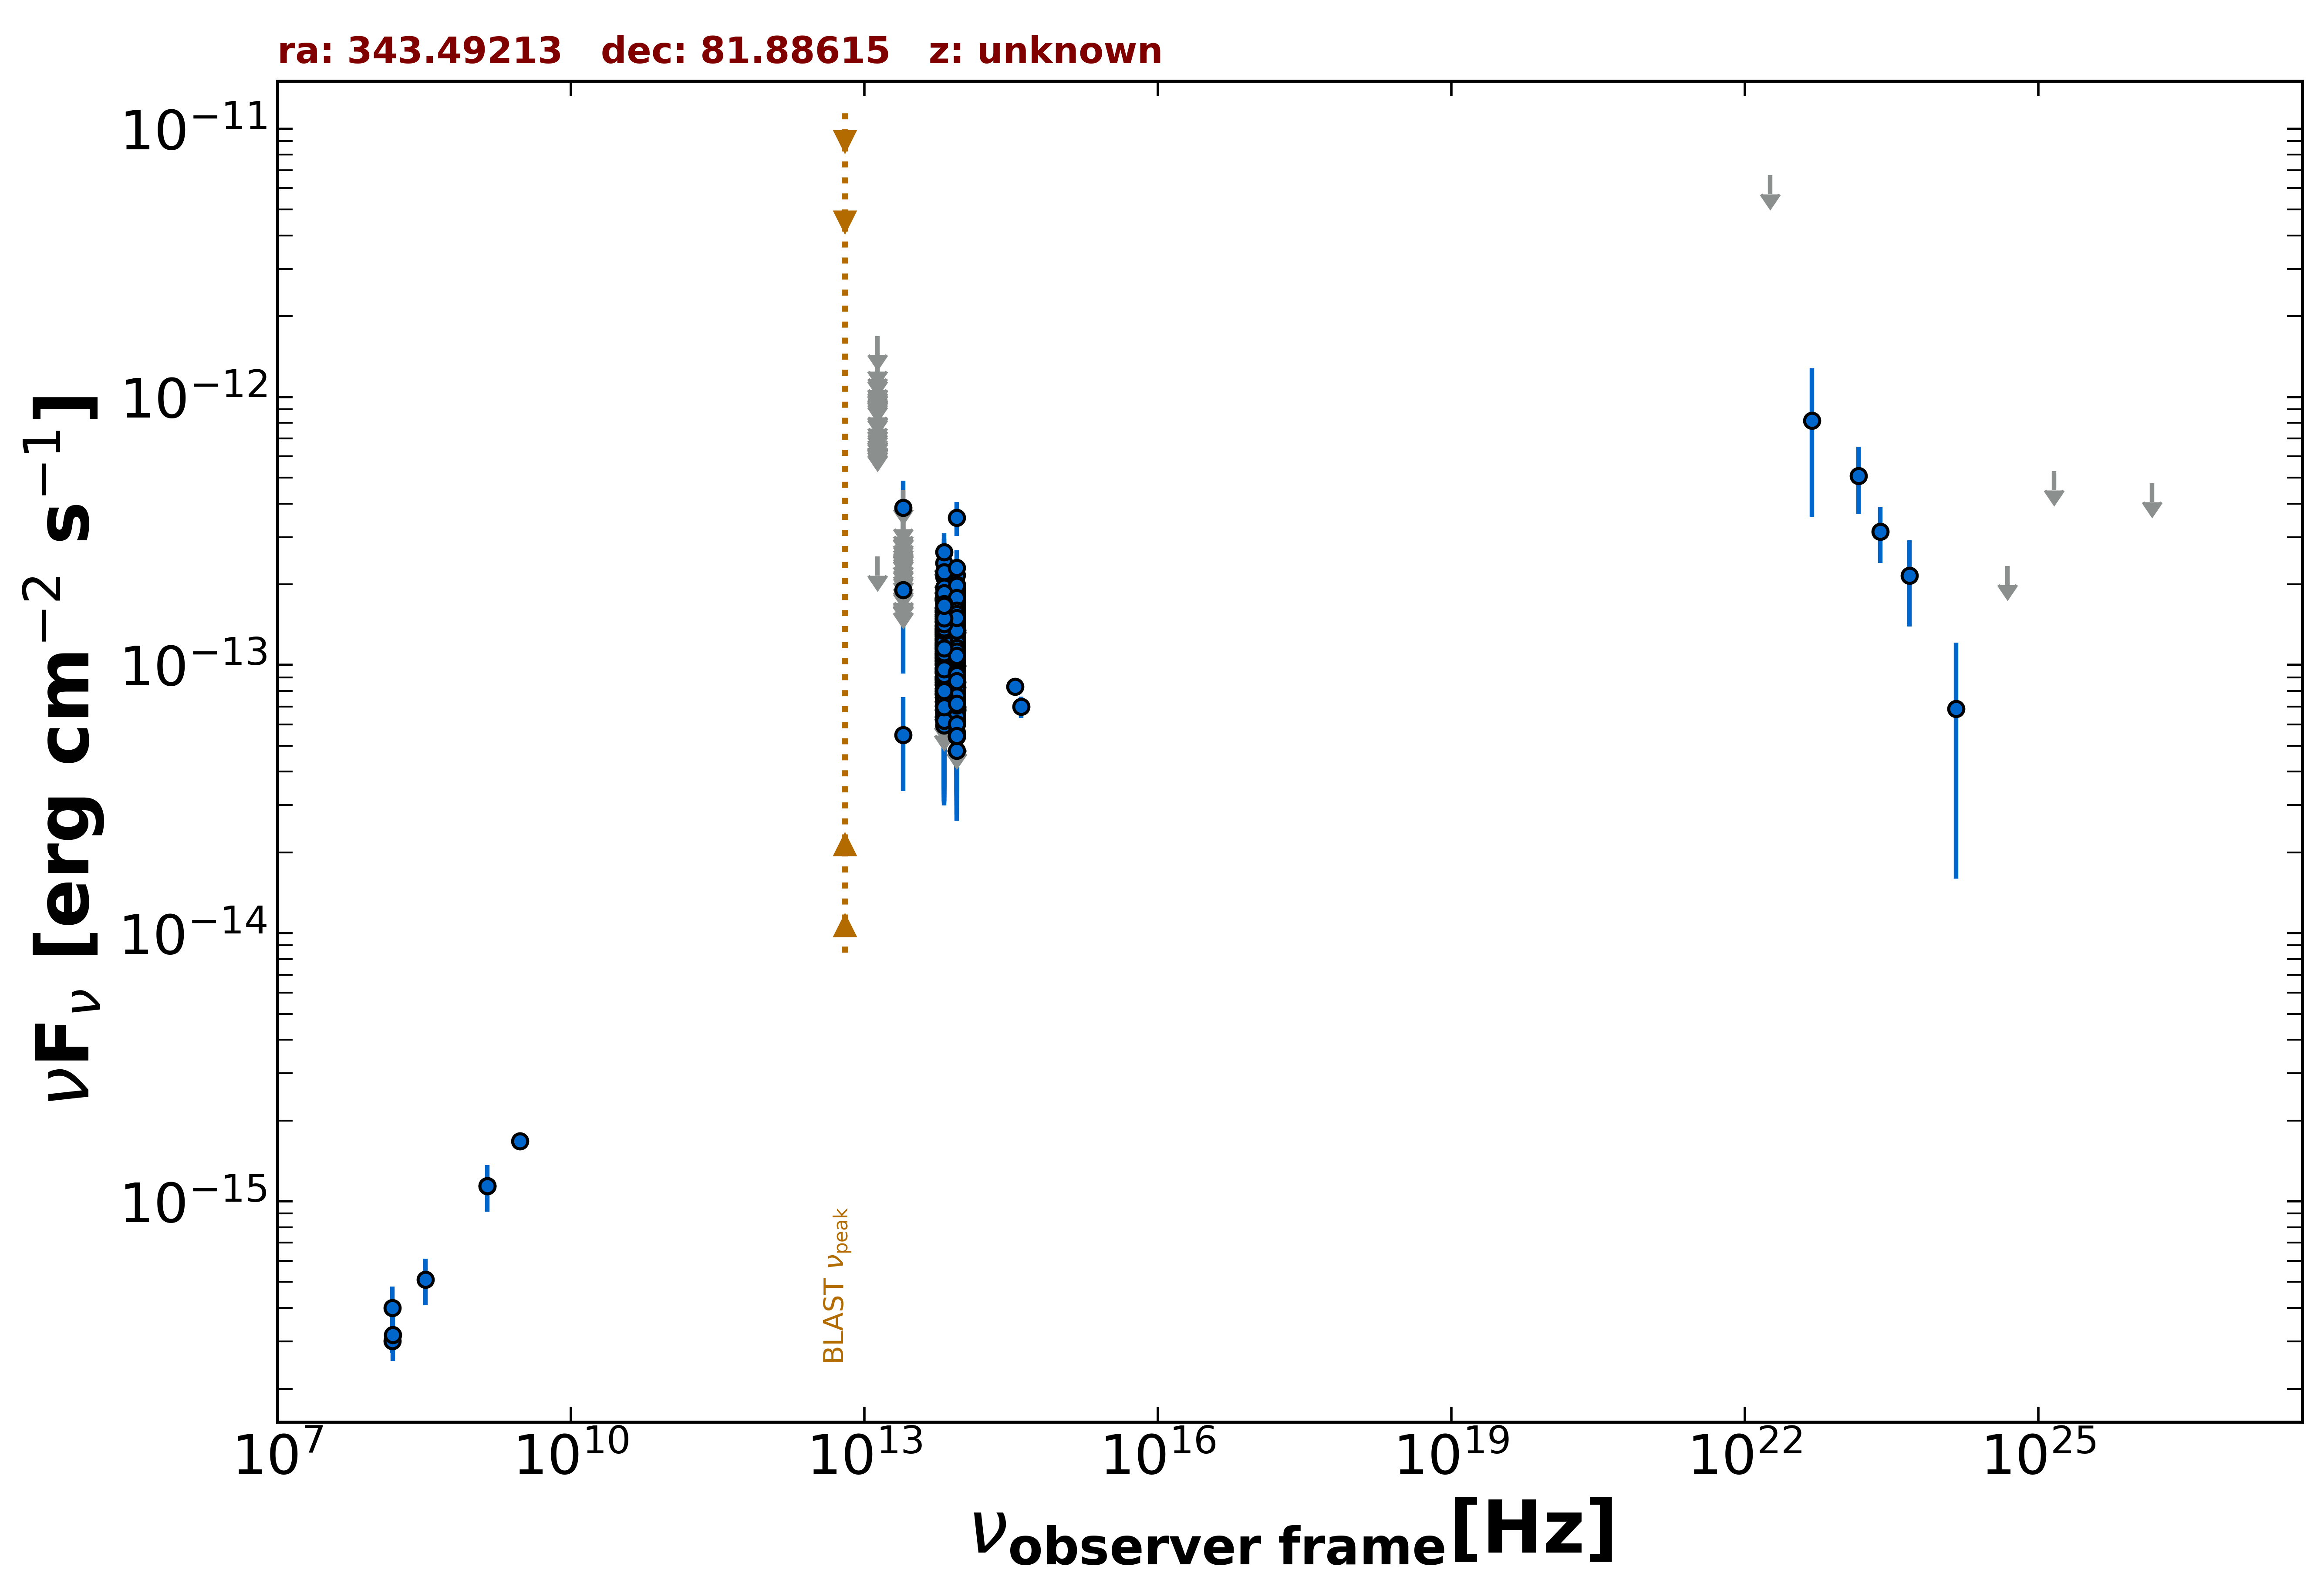 ra: 343.49213   dec: 81.88615   z: unknown
νFν [erg cm−2 s−1]
10−11
10−12
10−13
10−14
10−15
BLAST νpeak
107 1010 1013 1016 1019 1022 1025
νobserver frame[Hz]